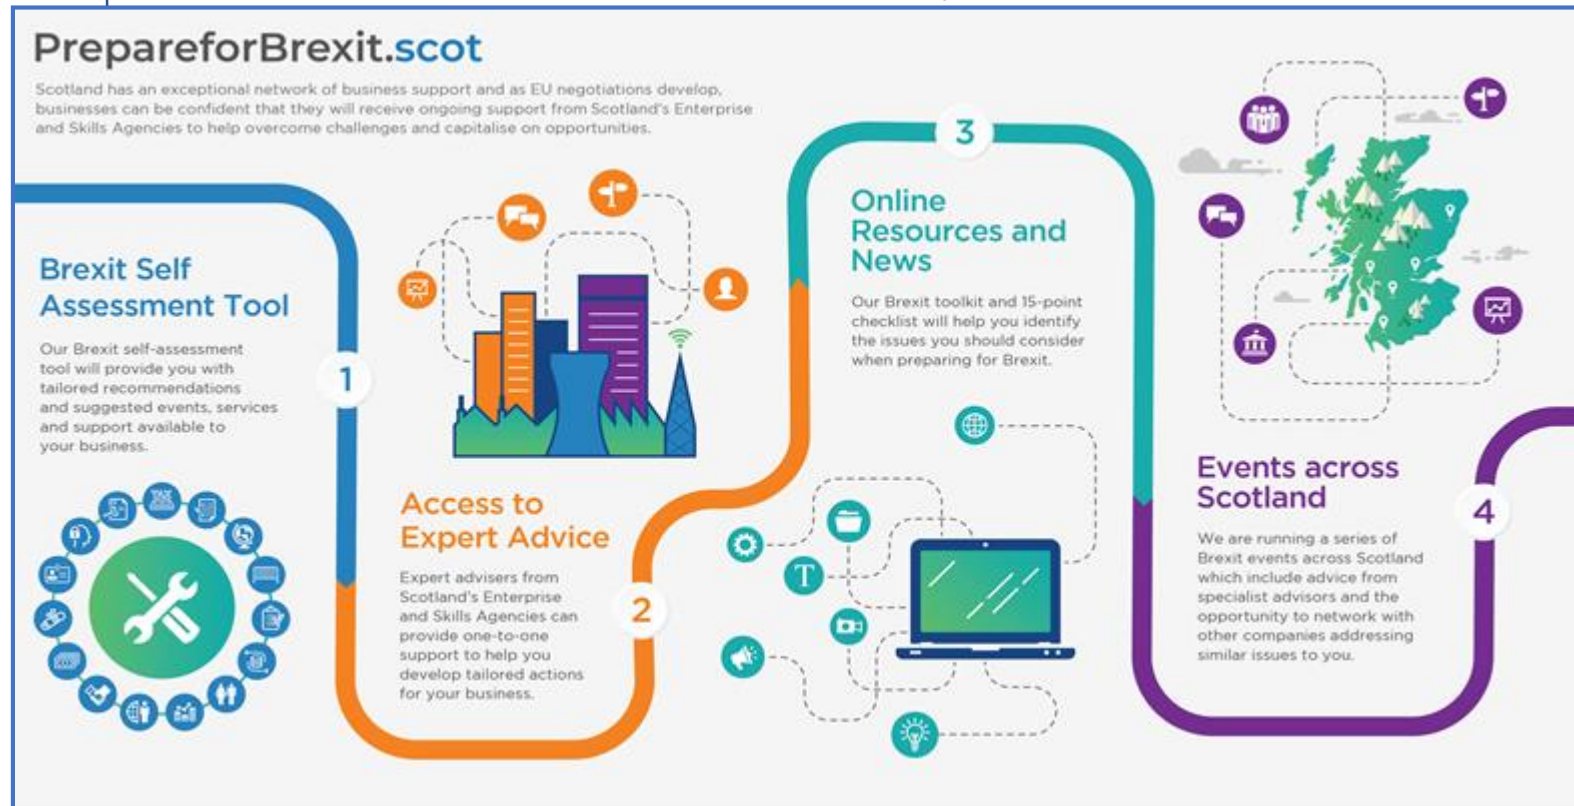 PrepareforBrexit.scot
Scotland has an exceptional network of business support and as EU negotiations develop,
businesses can be confident that they will receive ongoing support from Scotland's Enterprise
and Skills Agencies to help overcome challenges and capitalise on opportunities.
Brexit Self
Assessment Tool
Our Brexit self-assessment
tool will provide you with
tailored recommendations
and suggested events, services
and support available to
your business.
1
TAX
Access to
Expert Advice
Expert advisers from
Scotland's Enterprise
and Skills Agencies can
provide one-to-one
support to help you
develop tailored actions
for your business.
2
3
Online
Resources and
News
Our Brexit toolkit and 15-point
checklist will help you identify
the issues you should consider
when preparing for Brexit.
T
Events across
Scotland
We are running a series of
Brexit events across Scotland
which include advice from
specialist advisors and the
opportunity to network with
other companies addressing
similar issues to you.
4